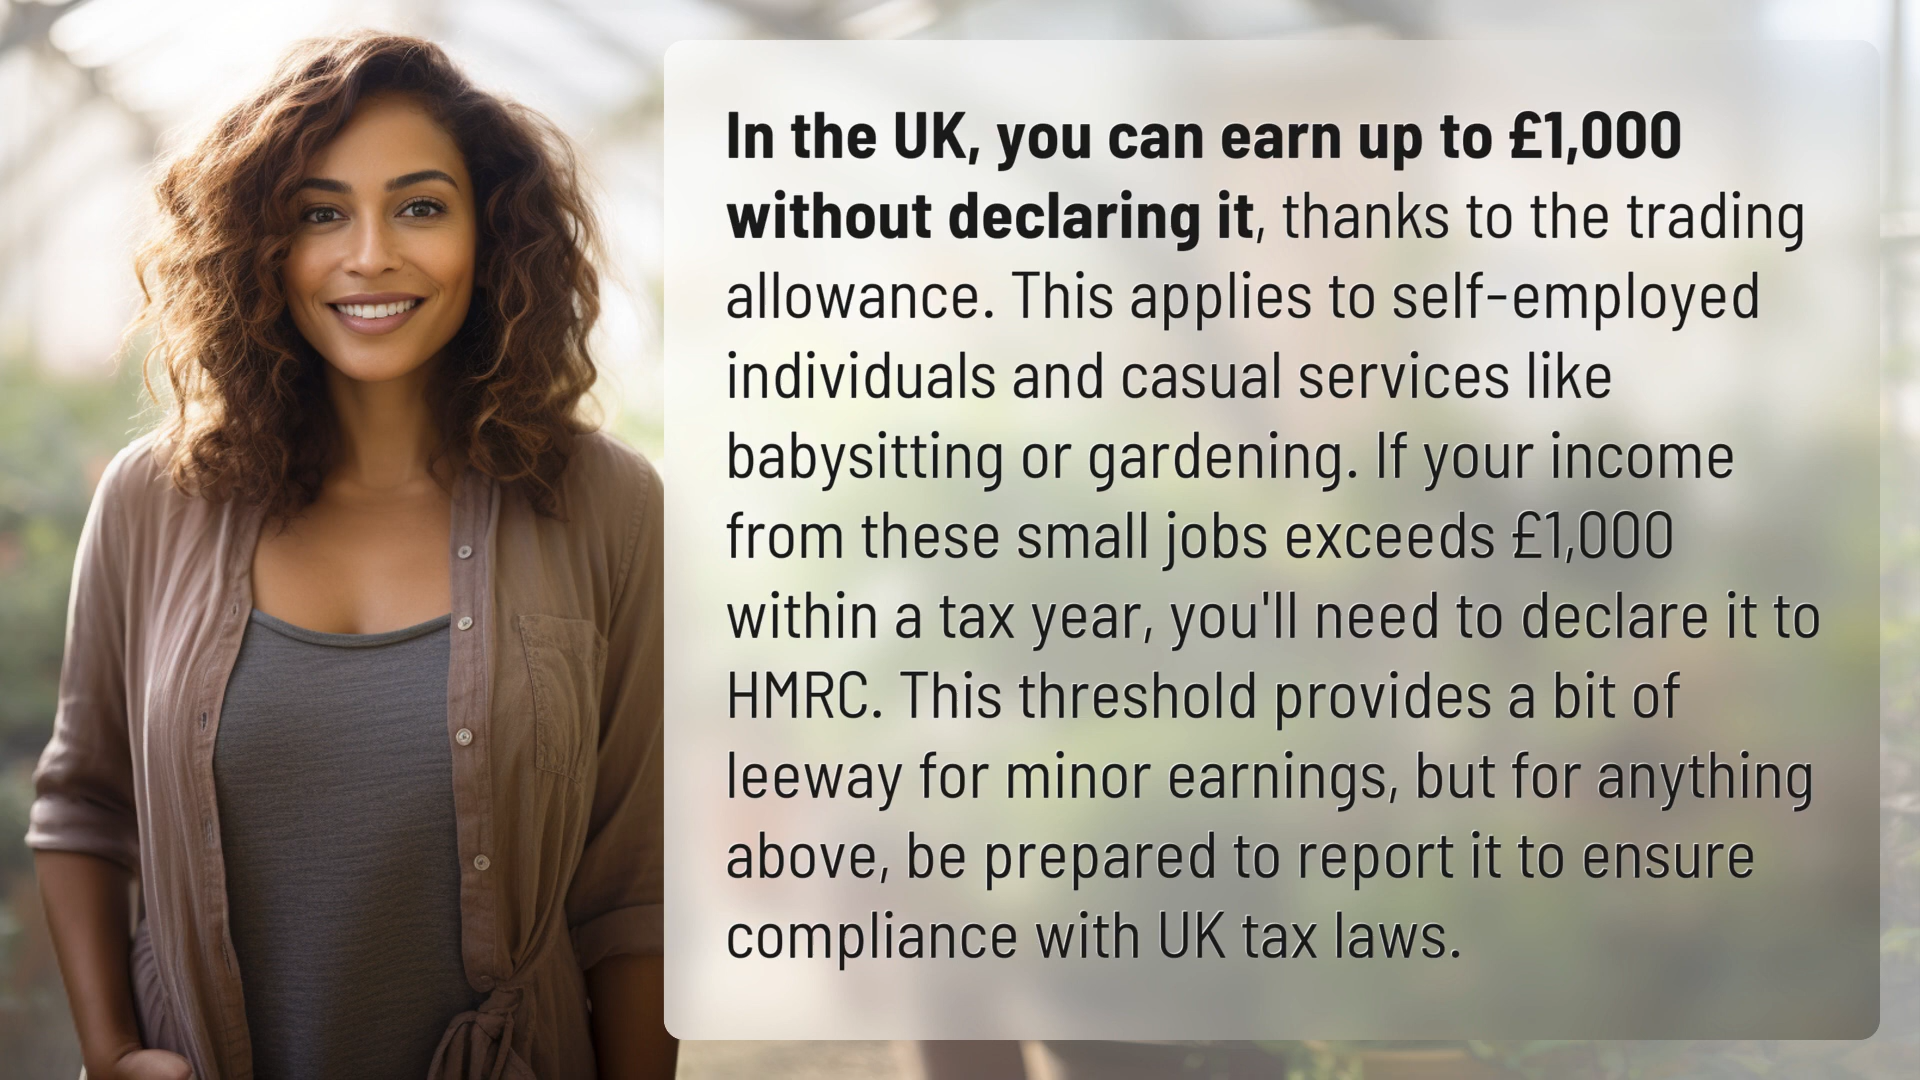 In the UK, you can earn up to £1,000
without declaring it, thanks to the trading
allowance. This applies to self-employed
individuals and casual services like
babysitting or gardening. If your income
from these small jobs exceeds £1,000
within a tax year, you'll need to declare it to
HMRC. This threshold provides a bit of
leeway for minor earnings, but for anything
above, be prepared to report it to ensure
compliance with UK tax laws.